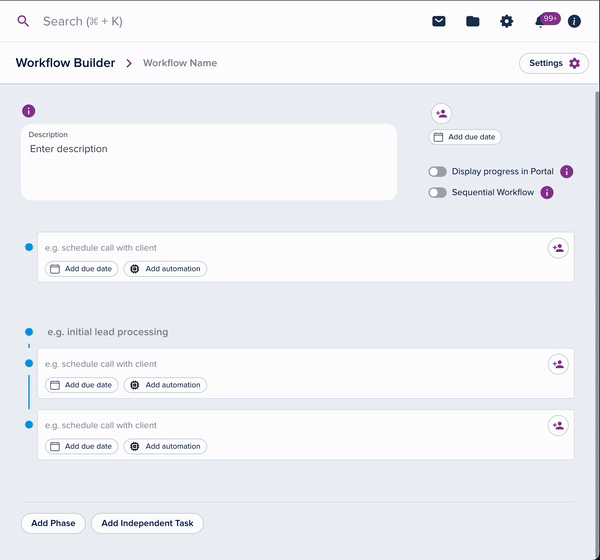 Search (⌘ + K)
99+
Workflow Builder > Workflow Name
Settings
Description
Enter description
Add due date
Display progress in Portal
Sequential Workflow
e.g. schedule call with client
Add due date Add automation
e.g. initial lead processing
e.g. schedule call with client
Add due date Add automation
e.g. schedule call with client
Add due date Add automation
Add Phase Add Independent Task